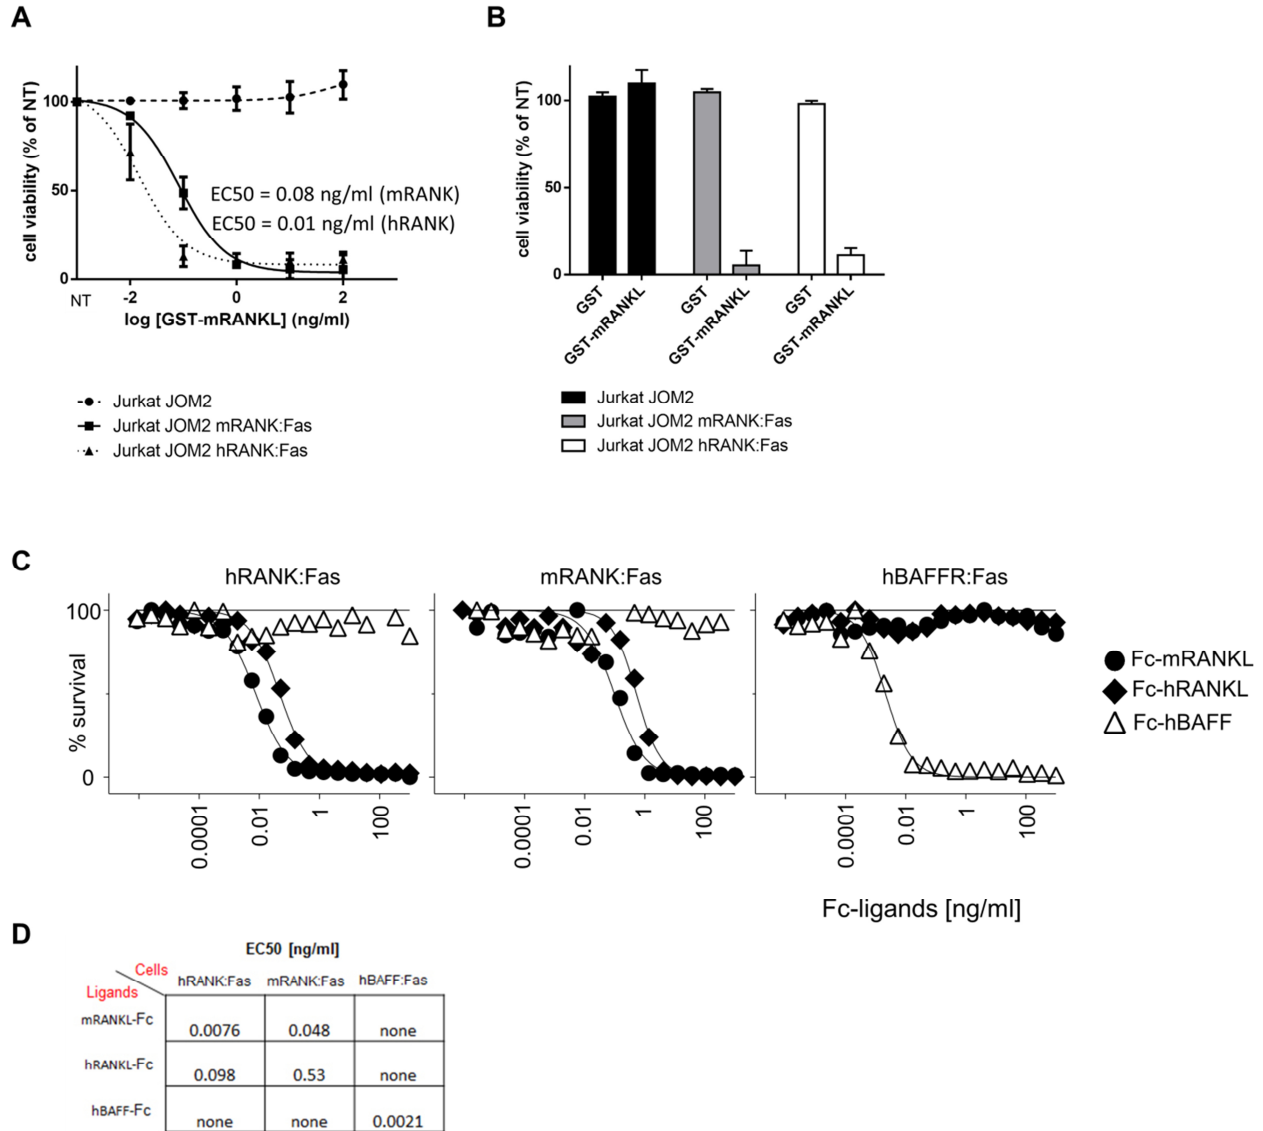 A
cell viability (% of NT)
100
50
0
EC50 = 0.08 ng/ml (mRANK)
EC50 = 0.01 ng/ml (hRANK)
NT
-2
0
2
log [GST-mRANKL] (ng/ml)
Jurkat JOM2
Jurkat JOM2 mRANK:Fas
Jurkat JOM2 hRANK:Fas
B
cell viability (% of NT)
100
50
0
GST
GST-mRANKL
GST
GST-mRANKL
GST
GST-mRANKL
Jurkat JOM2
Jurkat JOM2 mRANK:Fas
Jurkat JOM2 hRANK:Fas
C
hRANK:Fas
mRANK:Fas
hBAFFR:Fas
% survival
100
0
0.0001
0.01
1
100
0.0001
0.01
1
100
0.0001
0.01
1
100
Fc-mRANKL
Fc-hRANKL
Fc-hBAFF
Fc-ligands [ng/ml]
D
EC50 [ng/ml]
Cells
Ligands
hRANK:Fas mRANK:Fas hBAFF:Fas
mRANKL-Fc 0.0076 0.048 none
hRANKL-Fc 0.098 0.53 none
hBAFF-Fc none none 0.0021